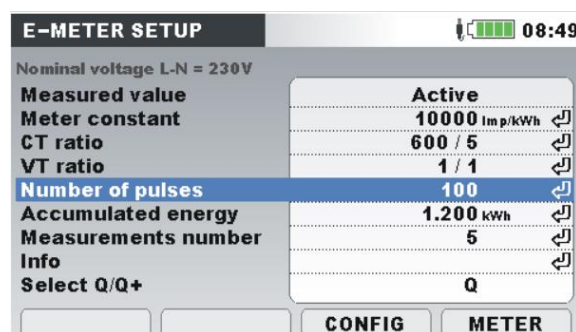 E-METER SETUP 08:49
Nominal voltage L-N = 230V
Measured value Active
Meter constant 10000 Imp/kWh
CT ratio 600 / 5
VT ratio 1 / 1
Number of pulses 100
Accumulated energy 1.200 kWh
Measurements number 5
Info
Select Q/Q+ Q
CONFIG METER